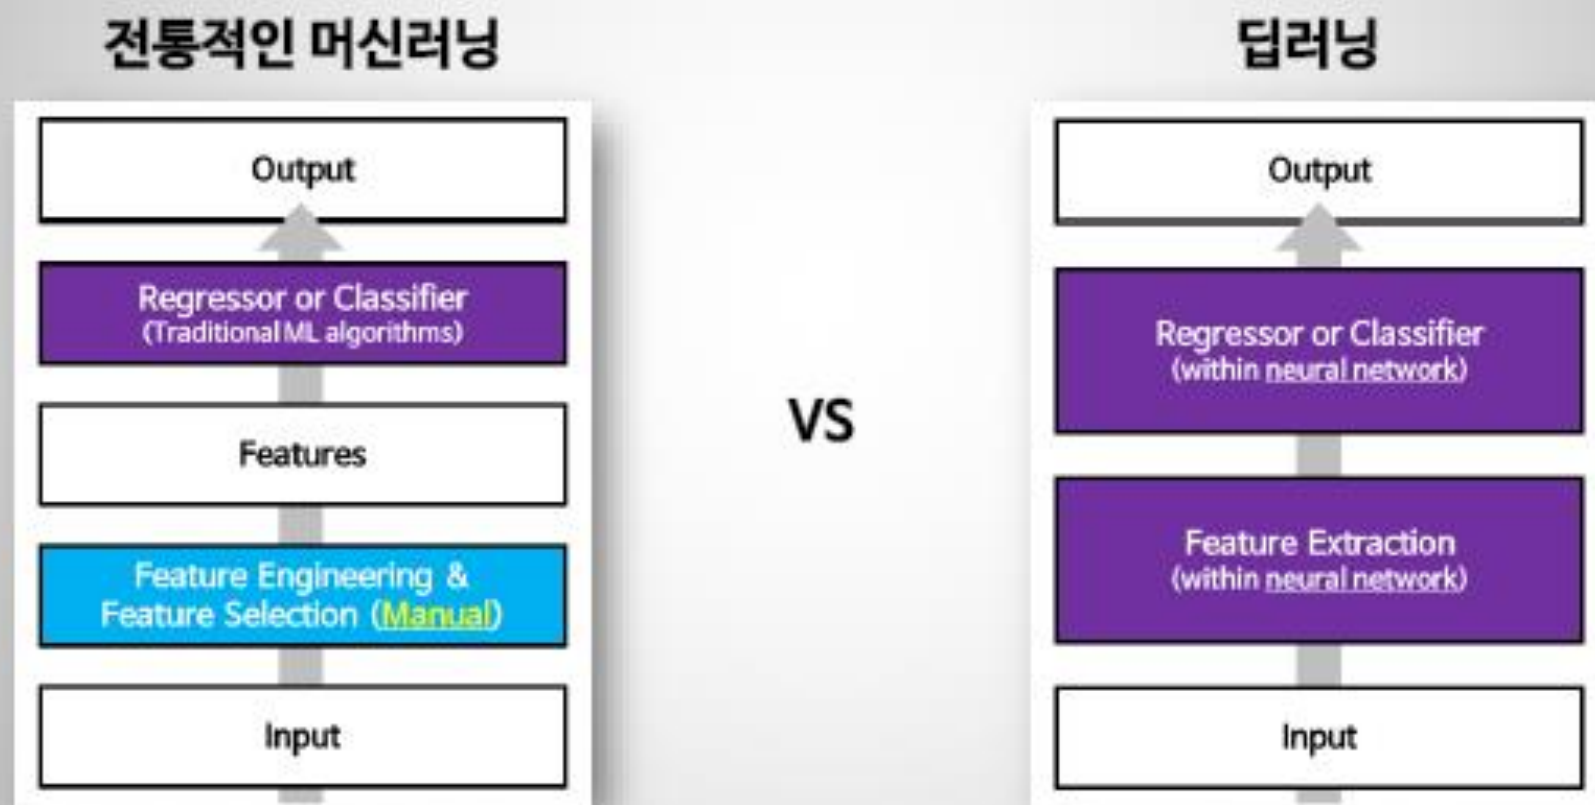 전통적인 머신러닝
Output
Regressor or Classifier
(Traditional ML algorithms)
Features
Feature Engineering &
Feature Selection (Manual)
Input
VS
딥러닝
Output
Regressor or Classifier
(within neural network)
Feature Extraction
(within neural network)
Input